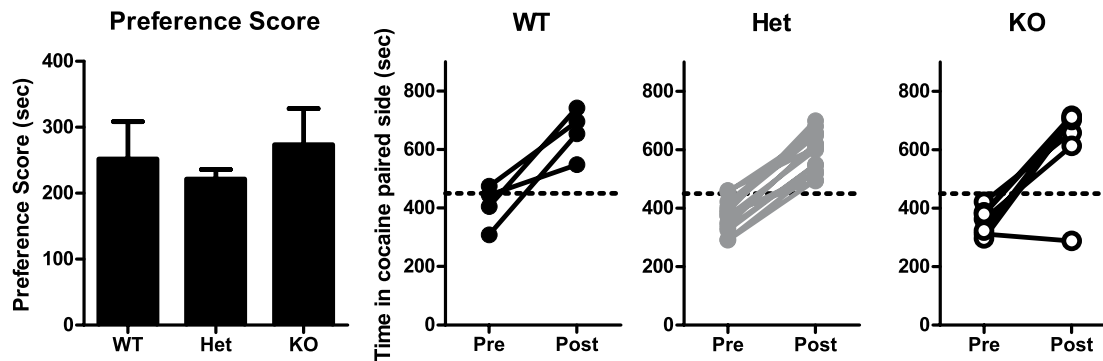 Preference Score
Preference Score (sec)
400
300
200
100
0
WT Het KO
WT
Time in cocaine paired side (sec)
800
600
400
200
0
Pre Post
Het
800
600
400
200
0
Pre Post
KO
800
600
400
200
0
Pre Post